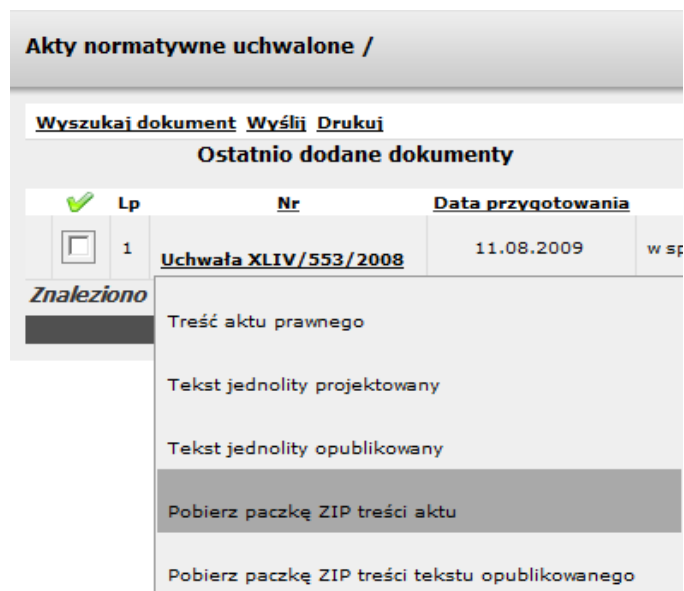 Akty normatywne uchwalone /
Wyszukaj dokument Wyślij Drukuj
Ostatnio dodane dokumenty
Lp Nr Data przygotowania
1 Uchwała XLIV/553/2008 11.08.2009 w sp
Znaleziono
Treść aktu prawnego
Tekst jednolity projektowany
Tekst jednolity opublikowany
Pobierz paczkę ZIP treści aktu
Pobierz paczkę ZIP treści tekstu opublikowanego